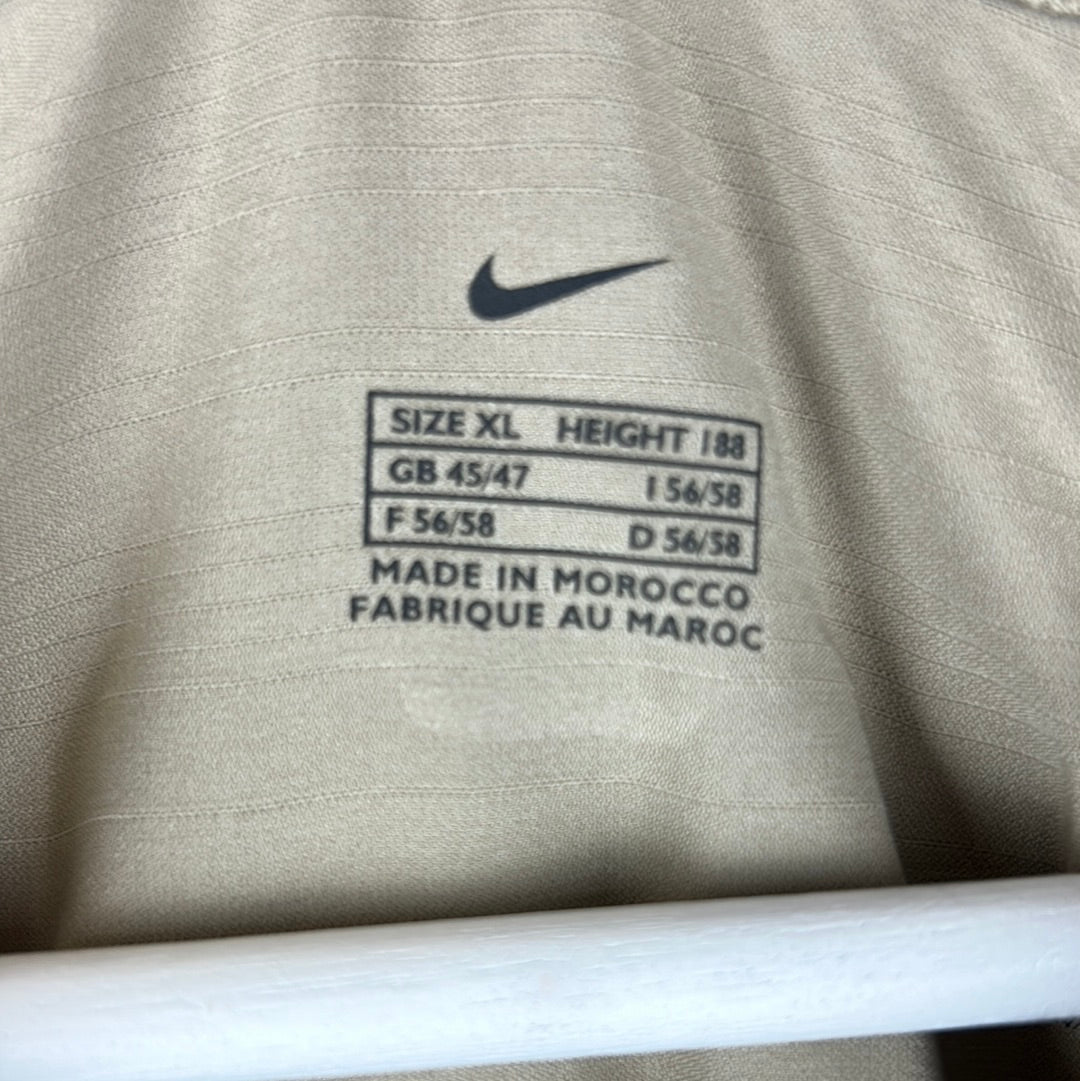 SIZE XL HEIGHT 188
GB 45/47 I 56/58
F 56/58 D 56/58
MADE IN MOROCCO
FABRIQUE AU MAROC